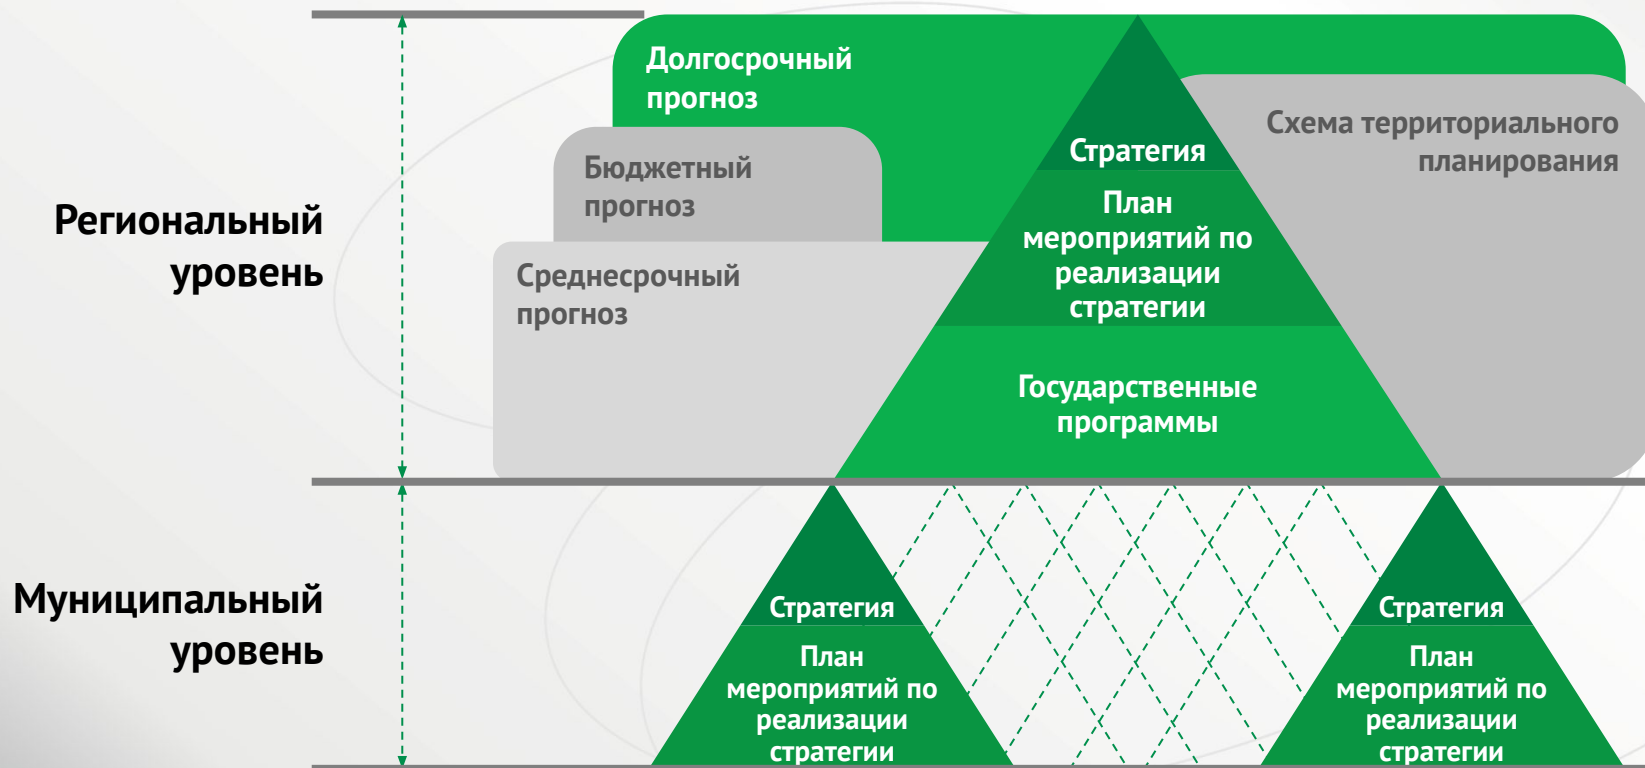 Долгосрочный
прогноз
Схема территориального
планирования
Стратегия
Бюджетный
прогноз
План
мероприятий по
реализации
стратегии
Региональный
уровень
Среднесрочный
прогноз
Государственные
программы
Муниципальный
уровень
Стратегия
План
мероприятий по
реализации
стратегии
Стратегия
План
мероприятий по
реализации
стратегии